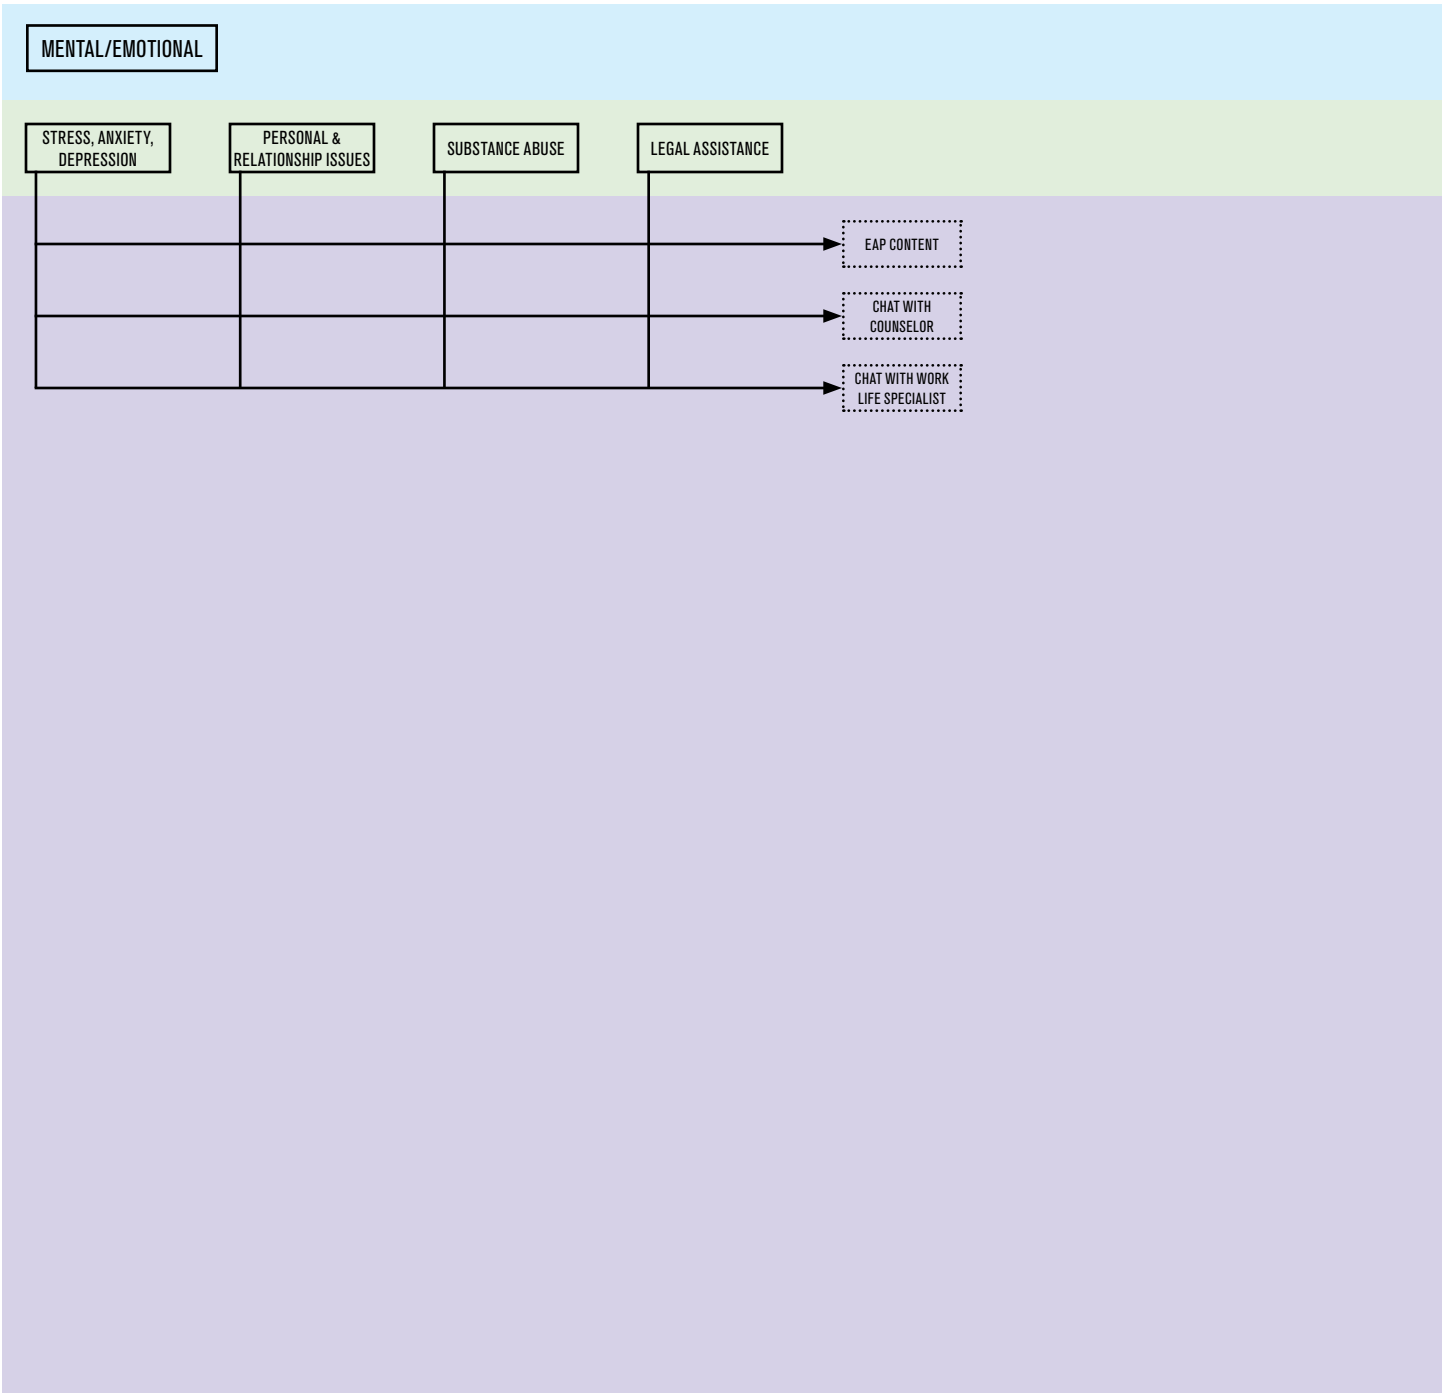 MENTAL/EMOTIONAL
STRESS, ANXIETY,
DEPRESSION
PERSONAL &
RELATIONSHIP ISSUES
SUBSTANCE ABUSE
LEGAL ASSISTANCE
EAP CONTENT
CHAT WITH
COUNSELOR
CHAT WITH WORK
LIFE SPECIALIST